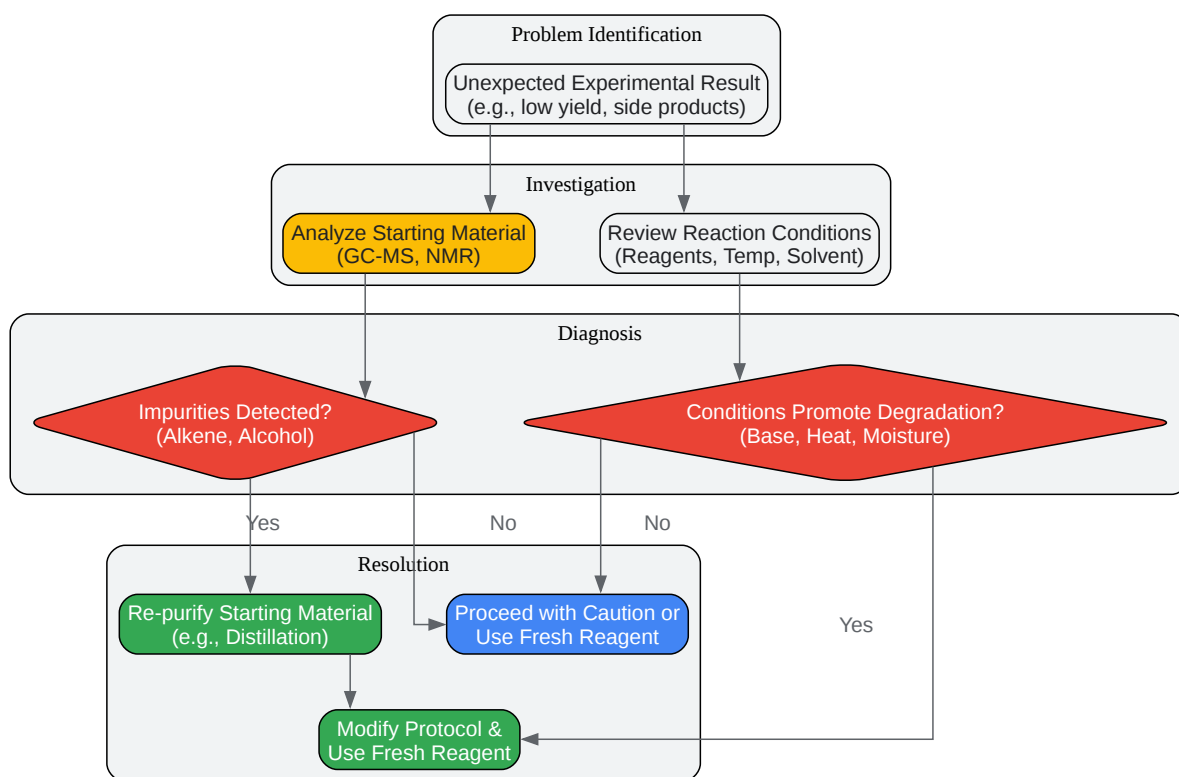 Problem Identification
Unexpected Experimental Result
(e.g., low yield, side products)
Investigation
Analyze Starting Material
(GC-MS, NMR)
Review Reaction Conditions
(Reagents, Temp, Solvent)
Diagnosis
Impurities Detected?
(Alkene, Alcohol)
Conditions Promote Degradation?
(Base, Heat, Moisture)
Yes
No
No
Resolution
Re-purify Starting Material
(e.g., Distillation)
Proceed with Caution or
Use Fresh Reagent
Yes
Modify Protocol &
Use Fresh Reagent